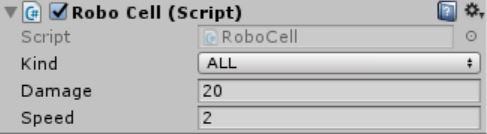 Robo Cell (Script)
Script RoboCell
Kind ALL
Damage 20
Speed 2